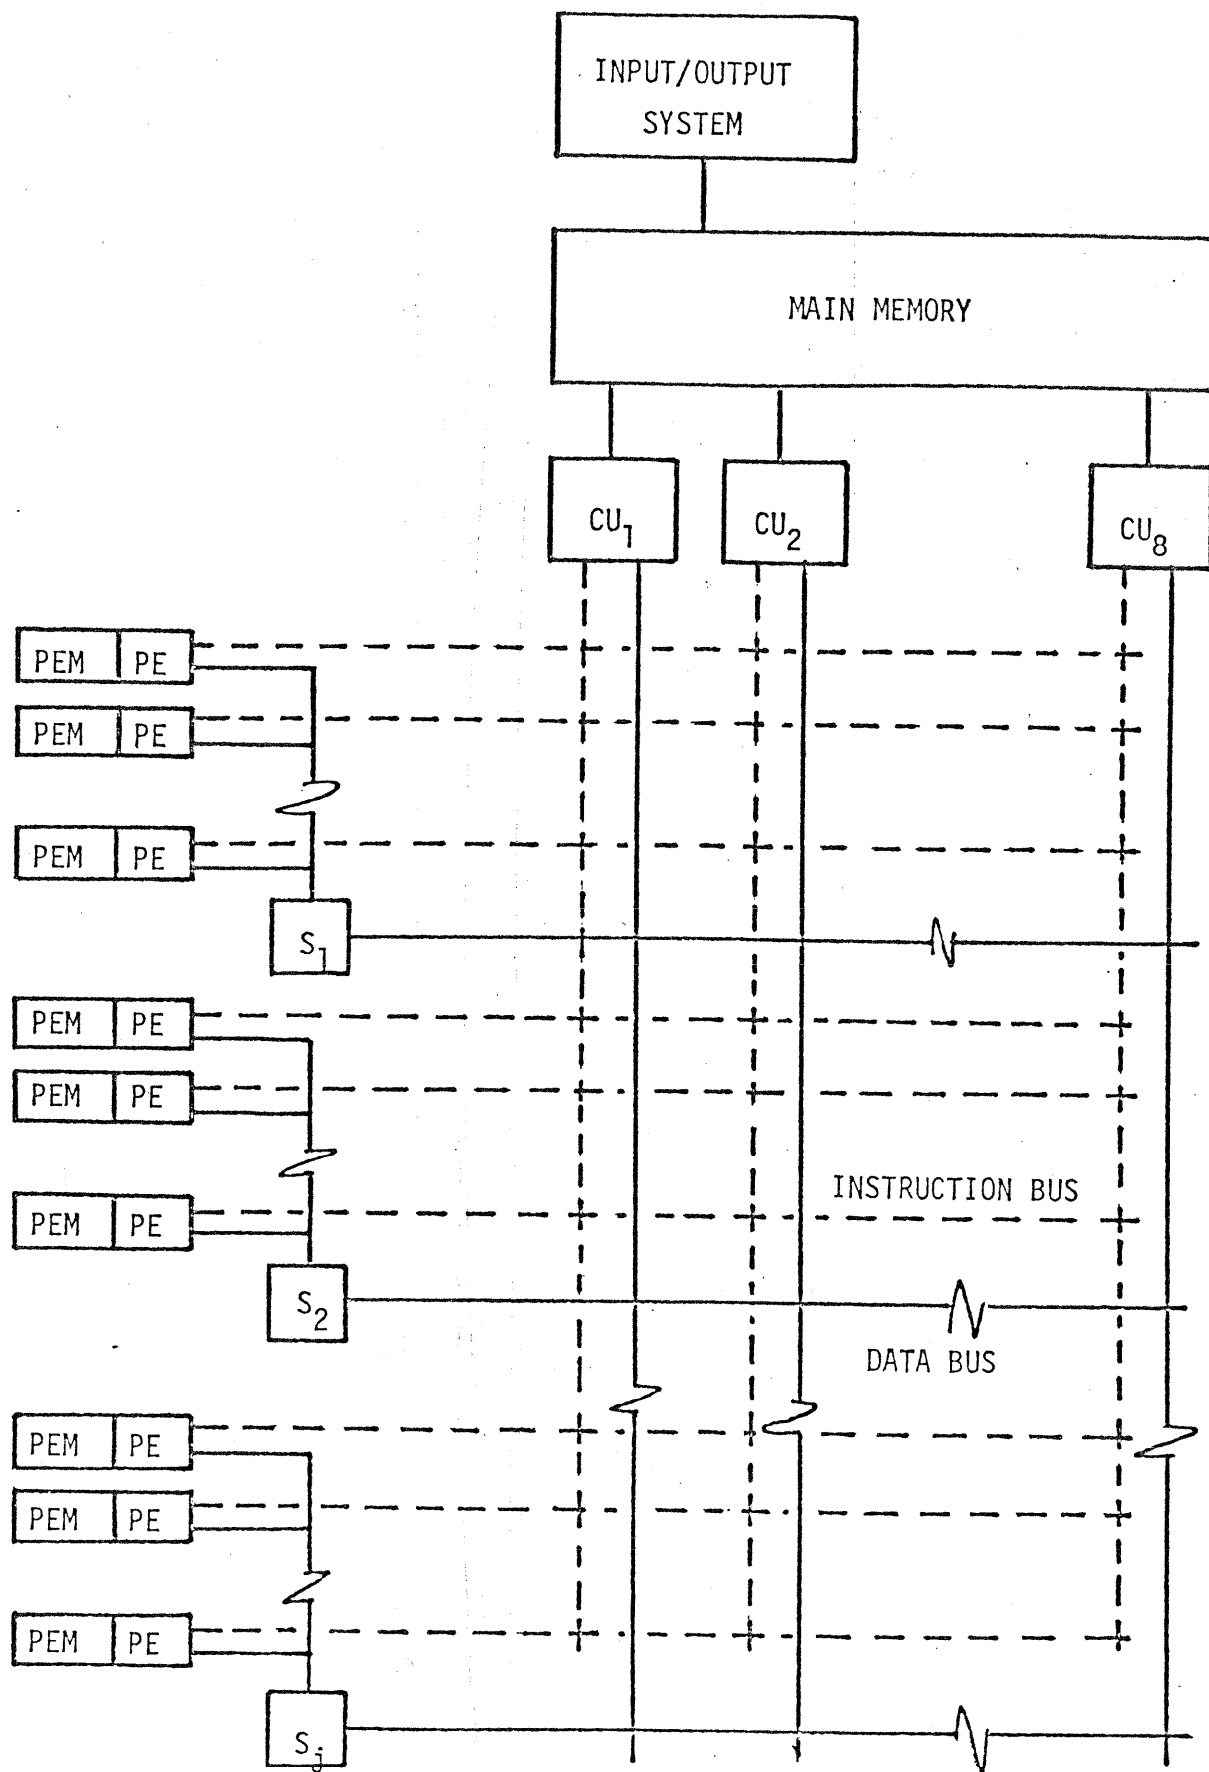 INPUT/OUTPUT
SYSTEM
MAIN MEMORY
CU₁
CU₂
CU₈
PEM PE
PEM PE
PEM PE
S₁
PEM PE
PEM PE
INSTRUCTION BUS
PEM PE
S₂
DATA BUS
PEM PE
PEM PE
PEM PE
Sⱼ